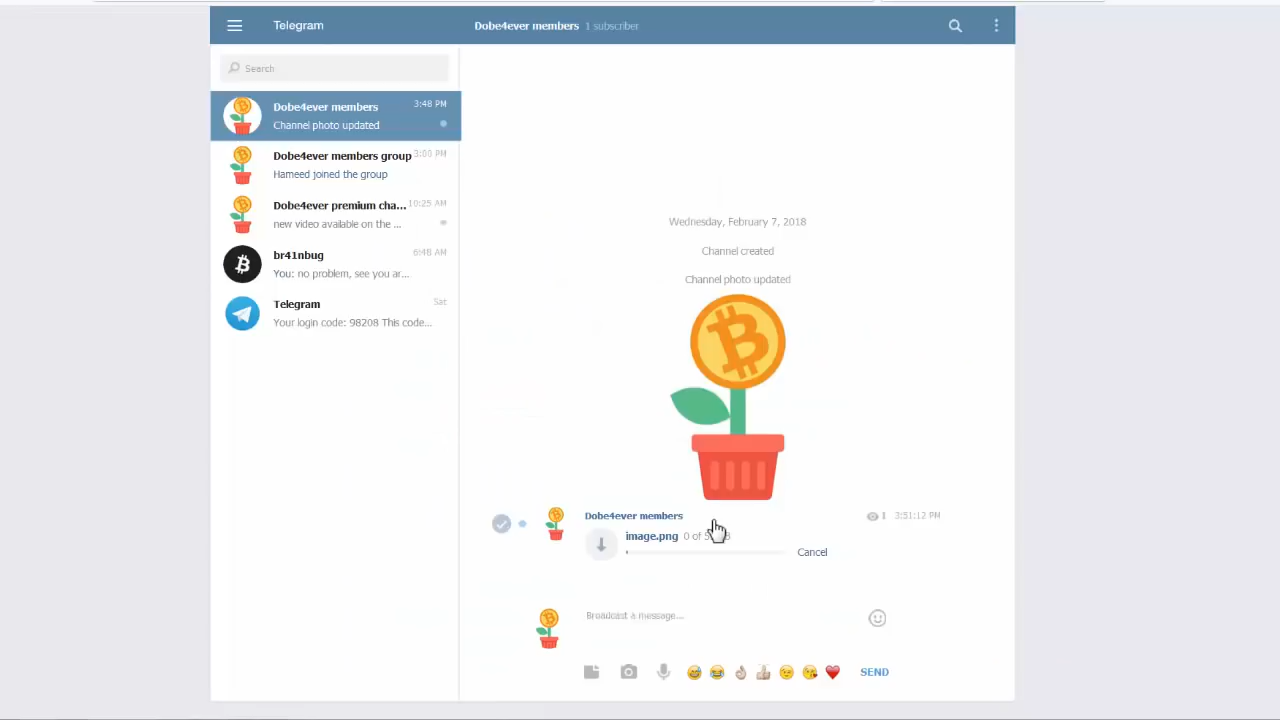 Telegram
Dobe4ever members 1 subscriber
Search
Dobe4ever members 3:48 PM
Channel photo updated
Dobe4ever members group 3:00 PM
Hameed joined the group
Dobe4ever premium cha... 10:25 AM
new video available on the ...
br41nbug 6:48 AM
You: no problem, see you ar...
Telegram Sat
Your login code: 98208 This code...
Wednesday, February 7, 2018
Channel created
Channel photo updated
Dobe4ever members 1 3:51:12 PM
image.png 0 of
Cancel
Broadcast a message...
SEND